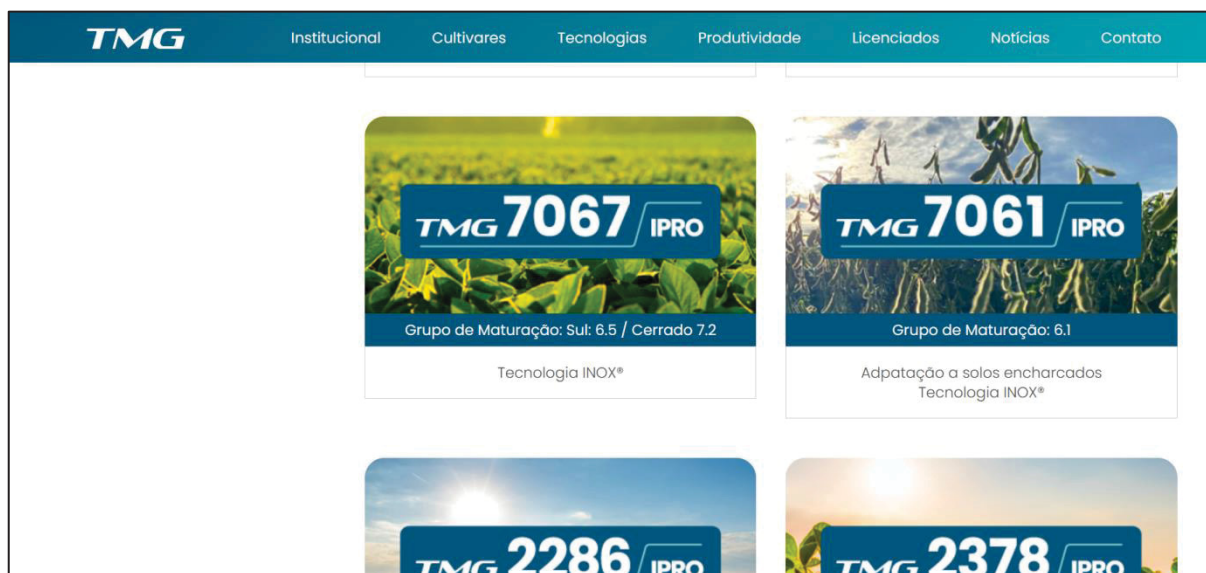 TMG Institucional Cultivares Tecnologias Produtividade Licenciados Notícias Contato
TMG 7067 IPRO
Grupo de Maturação: Sul: 6.5 / Cerrado 7.2
Tecnologia INOX®
TMG 7061 IPRO
Grupo de Maturação: 6.1
Adpatação a solos encharcados
Tecnologia INOX®
TMG 2286 IPRO
TMG 2378 IPRO